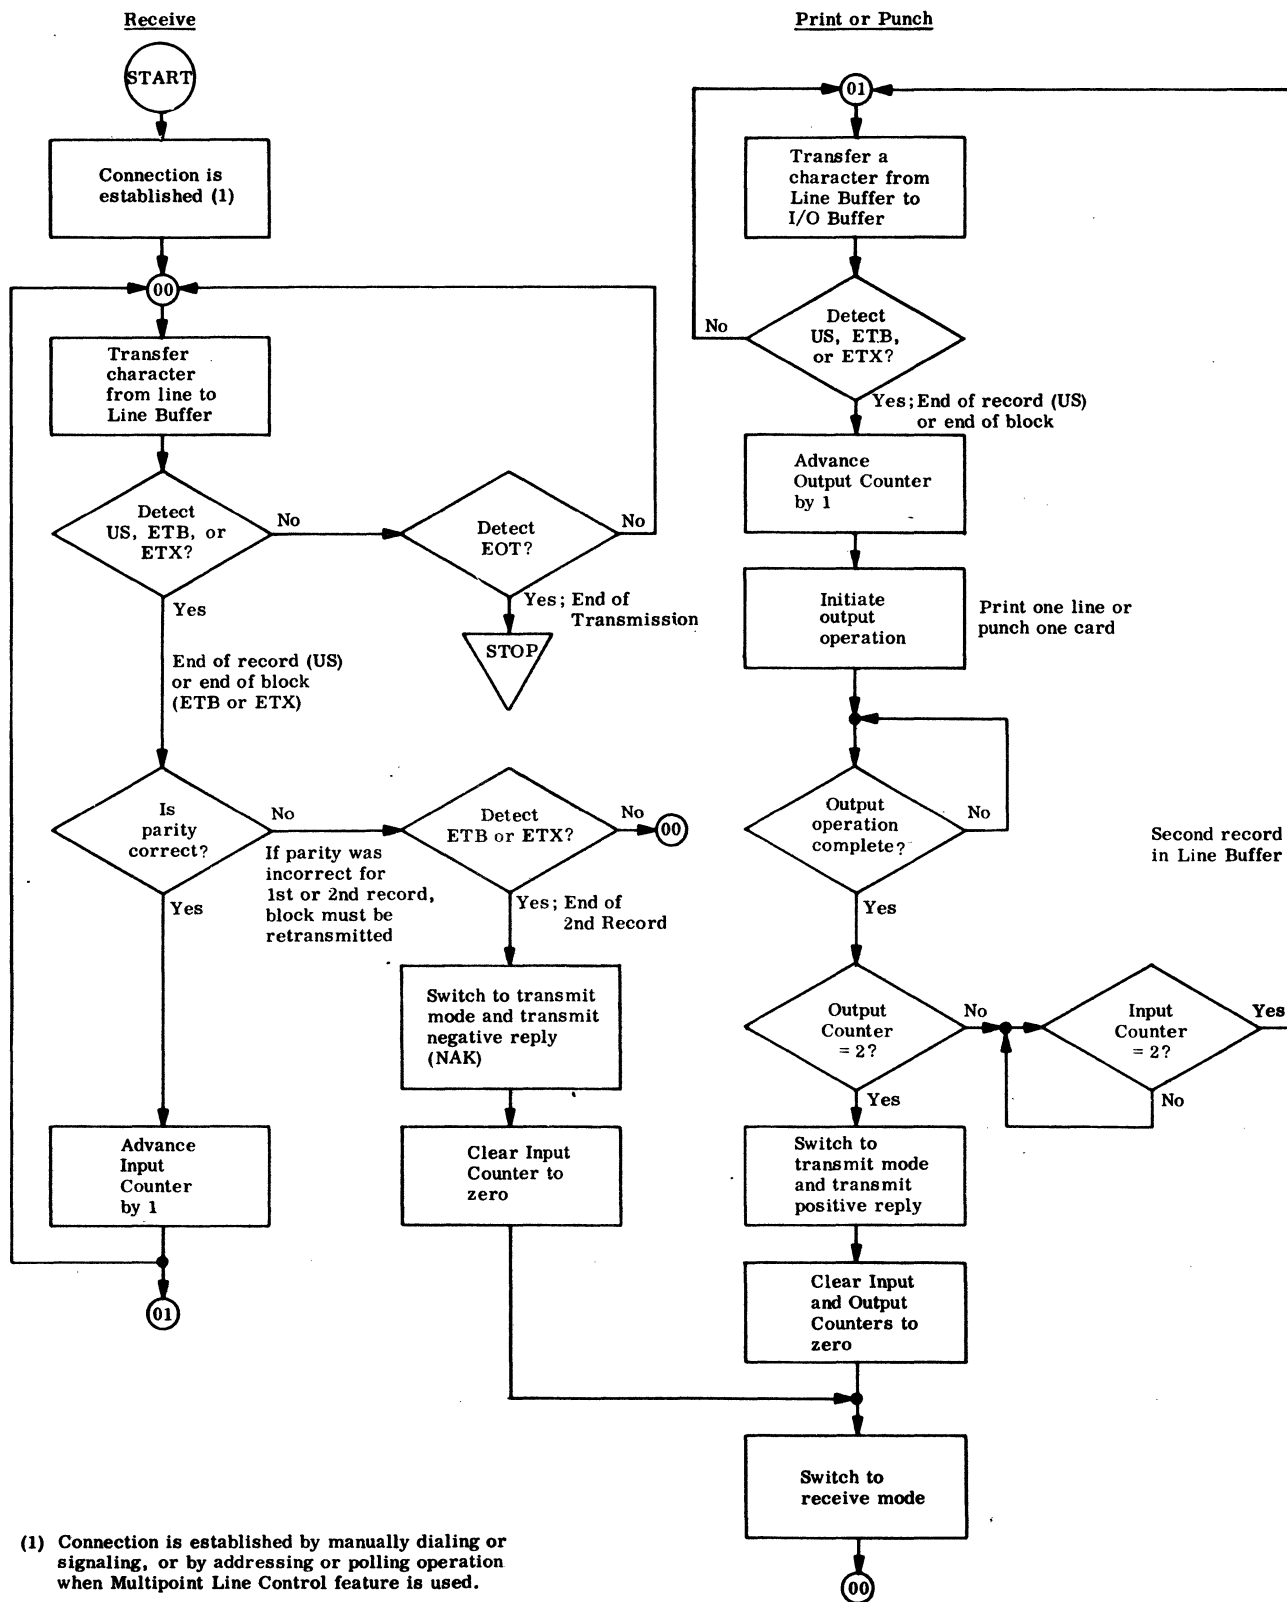 Receive
START
Connection is
established (1)
00
Transfer
character
from line to
Line Buffer
Detect
US, ETB, or
ETX?
No
Detect
EOT?
No
Yes
Yes; End of
Transmission
STOP
End of record (US)
or end of block
(ETB or ETX)
Is
parity
correct?
No
If parity was
incorrect for
1st or 2nd record,
block must be
retransmitted
Detect
ETB or ETX?
No
00
Yes
Yes; End of
2nd Record
Switch to transmit
mode and transmit
negative reply
(NAK)
Advance
Input
Counter
by 1
Clear Input
Counter to
zero
01
Print or Punch
01
Transfer a
character from
Line Buffer to
I/O Buffer
Detect
US, ETB,
or ETX?
No
Yes; End of record (US)
or end of block
Advance
Output Counter
by 1
Initiate
output
operation
Print one line or
punch one card
Output
operation
complete?
No
Second record
in Line Buffer
Yes
Output
Counter
= 2?
No
Input
Counter
= 2?
Yes
No
Yes
Switch to
transmit mode
and transmit
positive reply
Clear Input
and Output
Counters to
zero
Switch to
receive mode
00
(1) Connection is established by manually dialing or
signaling, or by addressing or polling operation
when Multipoint Line Control feature is used.